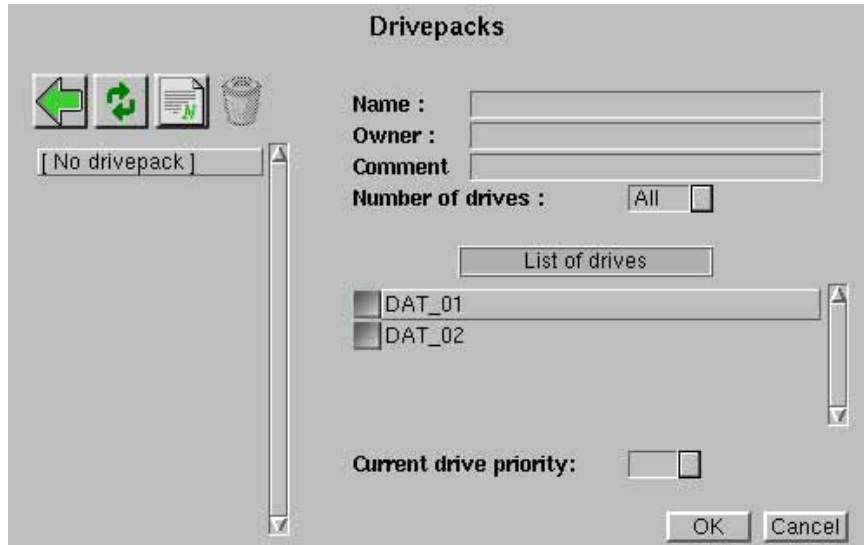 Drivepacks
N
[ No drivepack ]
Name :
Owner :
Comment
Number of drives : All
List of drives
DAT_01
DAT_02
Current drive priority:
OK Cancel